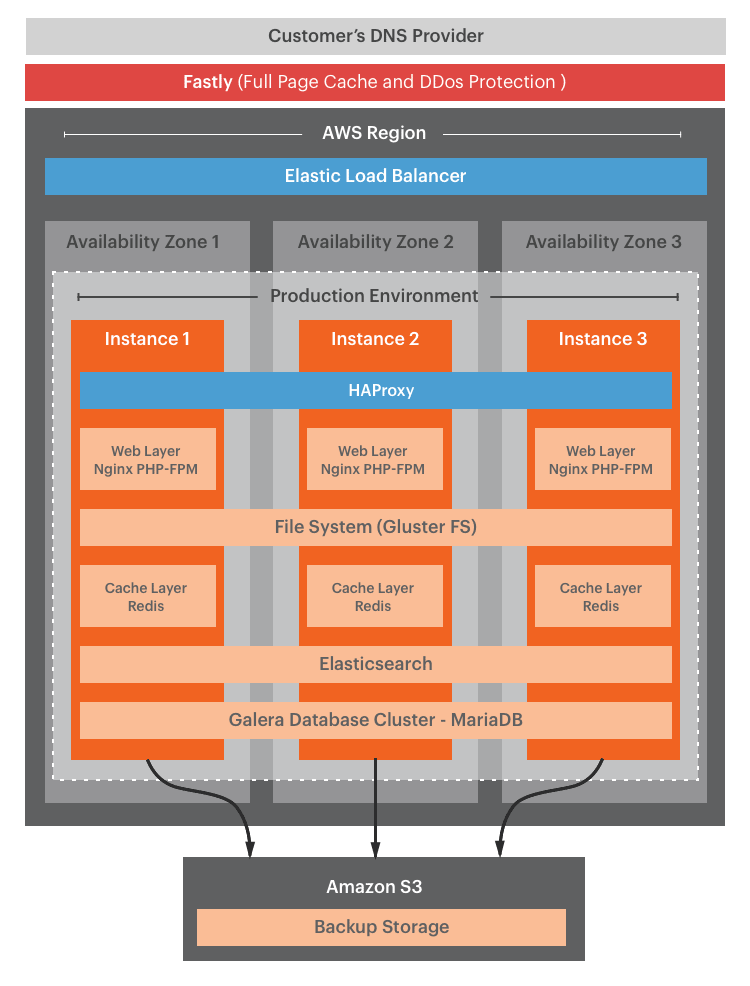 Customer’s DNS Provider
Fastly (Full Page Cache and DDos Protection )
AWS Region
Elastic Load Balancer
Availability Zone 1
Availability Zone 2
Availability Zone 3
Production Environment
Instance 1
Instance 2
Instance 3
HAProxy
Web Layer
Nginx PHP-FPM
Web Layer
Nginx PHP-FPM
Web Layer
Nginx PHP-FPM
File System (Gluster FS)
Cache Layer
Redis
Cache Layer
Redis
Cache Layer
Redis
Elasticsearch
Galera Database Cluster - MariaDB
Amazon S3
Backup Storage